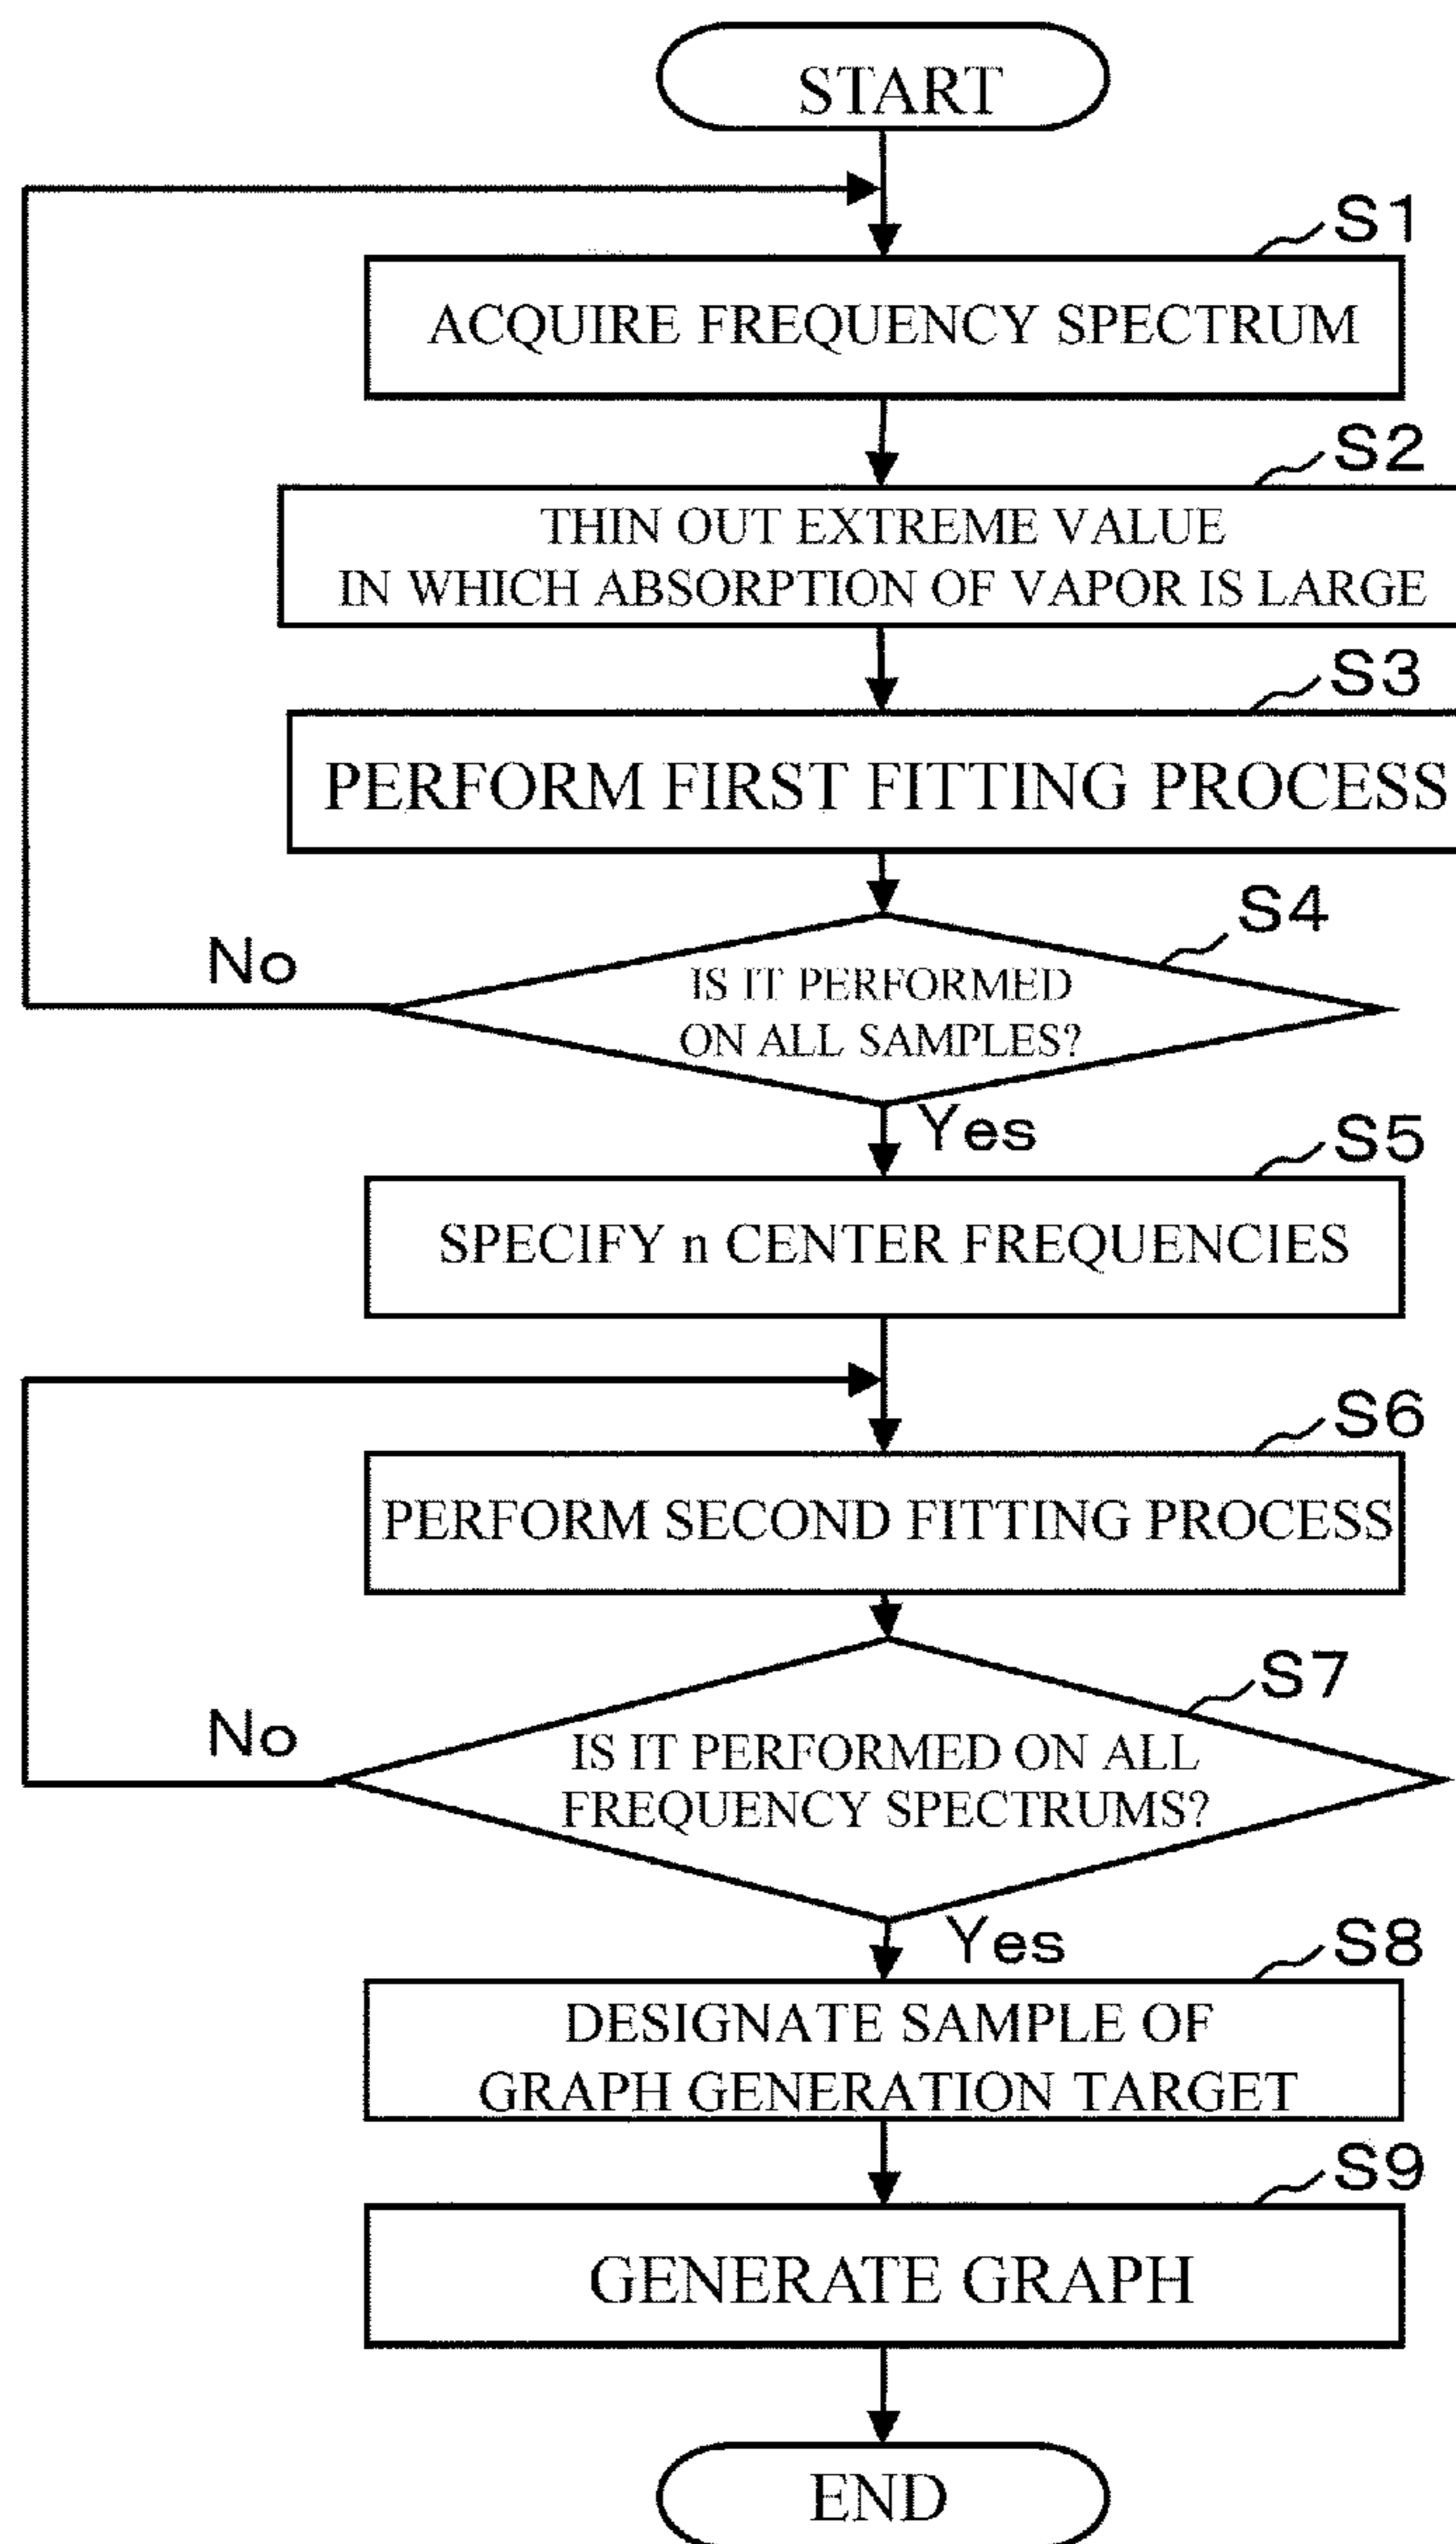 START
S1
ACQUIRE FREQUENCY SPECTRUM
S2
THIN OUT EXTREME VALUE
IN WHICH ABSORPTION OF VAPOR IS LARGE
S3
PERFORM FIRST FITTING PROCESS
S4
No
IS IT PERFORMED
ON ALL SAMPLES?
Yes
S5
SPECIFY n CENTER FREQUENCIES
S6
PERFORM SECOND FITTING PROCESS
S7
No
IS IT PERFORMED ON ALL
FREQUENCY SPECTRUMS?
Yes
S8
DESIGNATE SAMPLE OF
GRAPH GENERATION TARGET
S9
GENERATE GRAPH
END